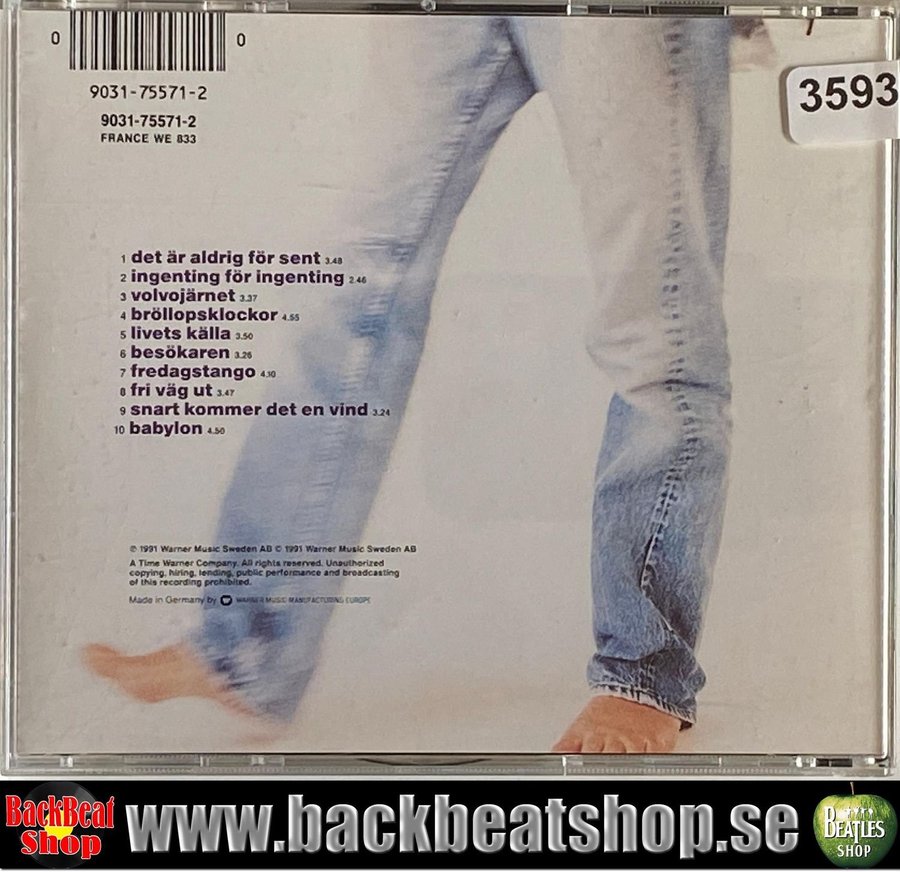 0 0
9031-75571-2
9031-75571-2
FRANCE WE 833
3593
1 det är aldrig för sent 3.48
2 ingenting för ingenting 2.46
3 volvojärnet 3.37
4 bröllopsklockor 4.55
5 livets källa 3.50
6 besökaren 3.26
7 fredagstango 4.10
8 fri väg ut 3.47
9 snart kommer det en vind 3.24
10 babylon 4.50
℗ 1991 Warner Music Sweden AB © 1991 Warner Music Sweden AB
A Time Warner Company. All rights reserved. Unauthorized
copying, hiring, lending, public performance and broadcasting
of this recording prohibited.
Made in Germany by WARNER MUSIC MANUFACTURING EUROPE
BackBeat
Shop
www.backbeatshop.se
BEATLES
SHOP